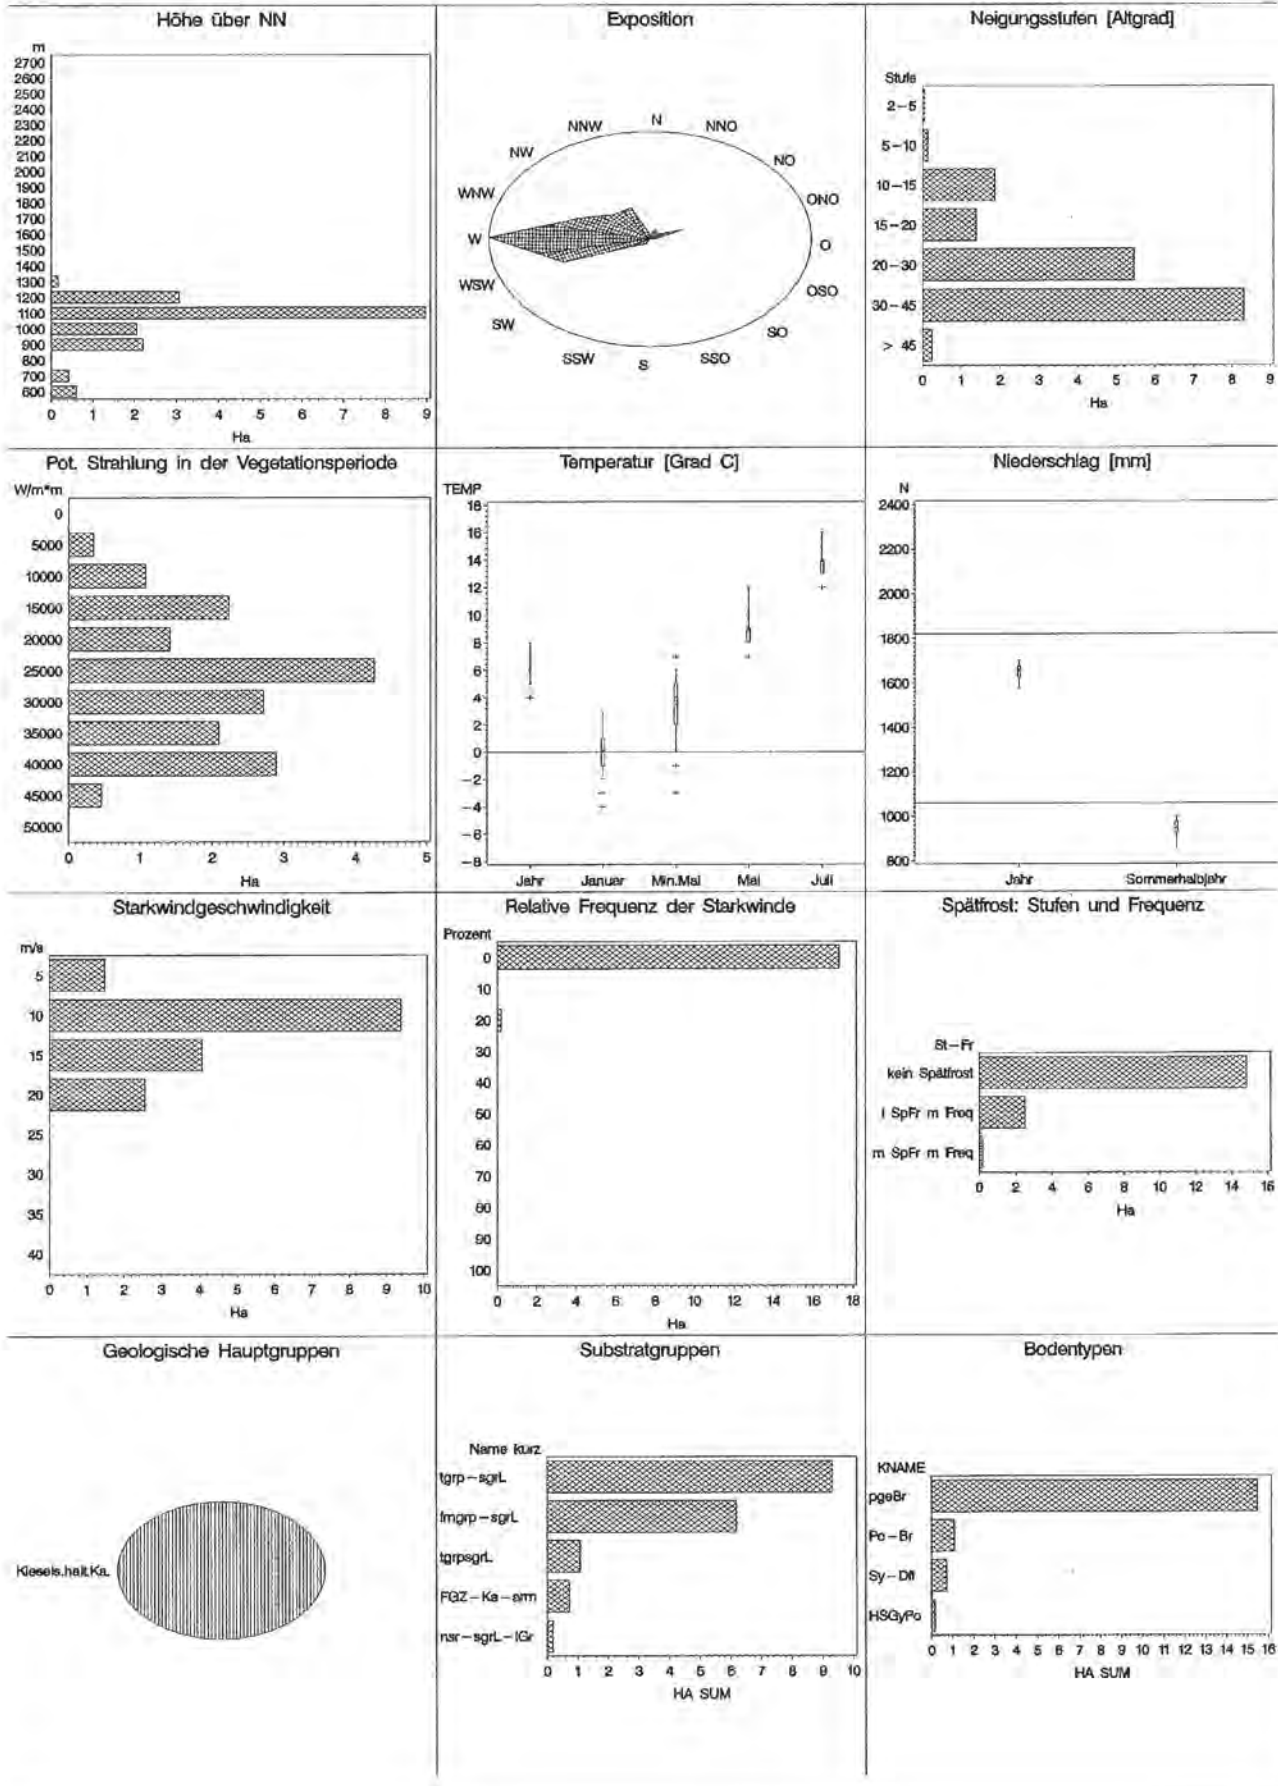 Höhe über NN
m
2700
2600
2500
2400
2300
2200
2100
2000
1900
1800
1700
1600
1500
1400
1300
1200
1100
1000
900
800
700
600
0 1 2 3 4 5 6 7 8 9
Ha
Exposition
N
NNW NNO
NW NO
WNW ONO
W O
WSW OSO
SW SO
SSW S SSO
Neigungsstufen [Altgrad]
Stufe
2-5
5-10
10-15
15-20
20-30
30-45
> 45
0 1 2 3 4 5 6 7 8 9
Ha
Pot. Strahlung in der Vegetationsperiode
W/m*m
0
5000
10000
15000
20000
25000
30000
35000
40000
45000
50000
0 1 2 3 4 5
Ha
Temperatur [Grad C]
TEMP
18
16
14
12
10
8
6
4
2
0
-2
-4
-6
-8
Jahr Januar Min.Mai Mai Juli
Niederschlag [mm]
N
2400
2200
2000
1800
1600
1400
1200
1000
800
Jahr Sommerhalbjahr
Starkwindgeschwindigkeit
m/s
5
10
15
20
25
30
35
40
0 1 2 3 4 5 6 7 8 9 10
Ha
Relative Frequenz der Starkwinde
Prozent
0
10
20
30
40
50
60
70
80
90
100
0 2 4 6 8 10 12 14 16 18
Ha
Spätfrost: Stufen und Frequenz
St-Fr
kein Spätfrost
l SpFr m Freq
m SpFr m Freq
0 2 4 6 8 10 12 14 16
Ha
Geologische Hauptgruppen
Kiesels.halt.Ka.
Substratgruppen
Name kurz
tgrp-sgrL
fmgrp-sgrL
tgrpsgrL
FGZ-Ka-arm
nsr-sgrL-lGr
0 1 2 3 4 5 6 7 8 9 10
HA SUM
Bodentypen
KNAME
pgeBr
Po-Br
HSGyPo
0 1 2 3 4 5 6 7 8 9 10 11 12 13 14 15 16
HA SUM